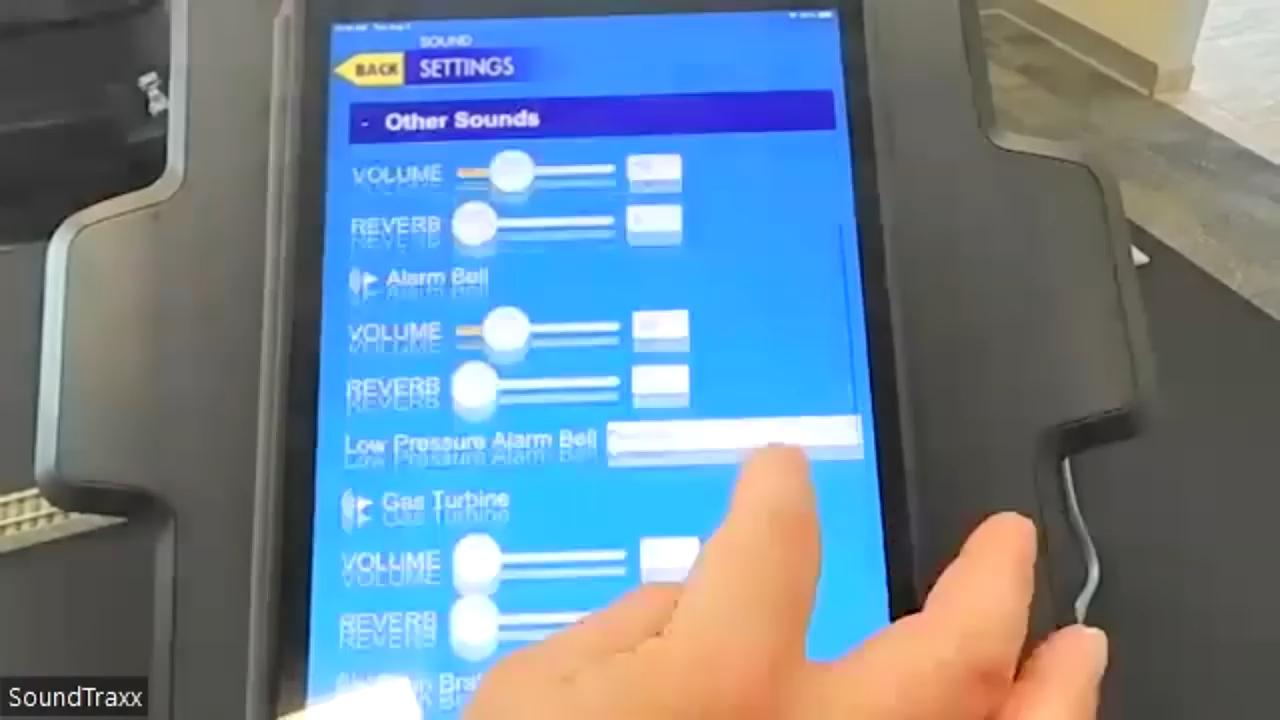 SOUND
BACK SETTINGS
- Other Sounds
VOLUME
REVERB
Alarm Bell
VOLUME
REVERB
Low Pressure Alarm Bell
Gas Turbine
VOLUME
REVERB
SoundTraxx